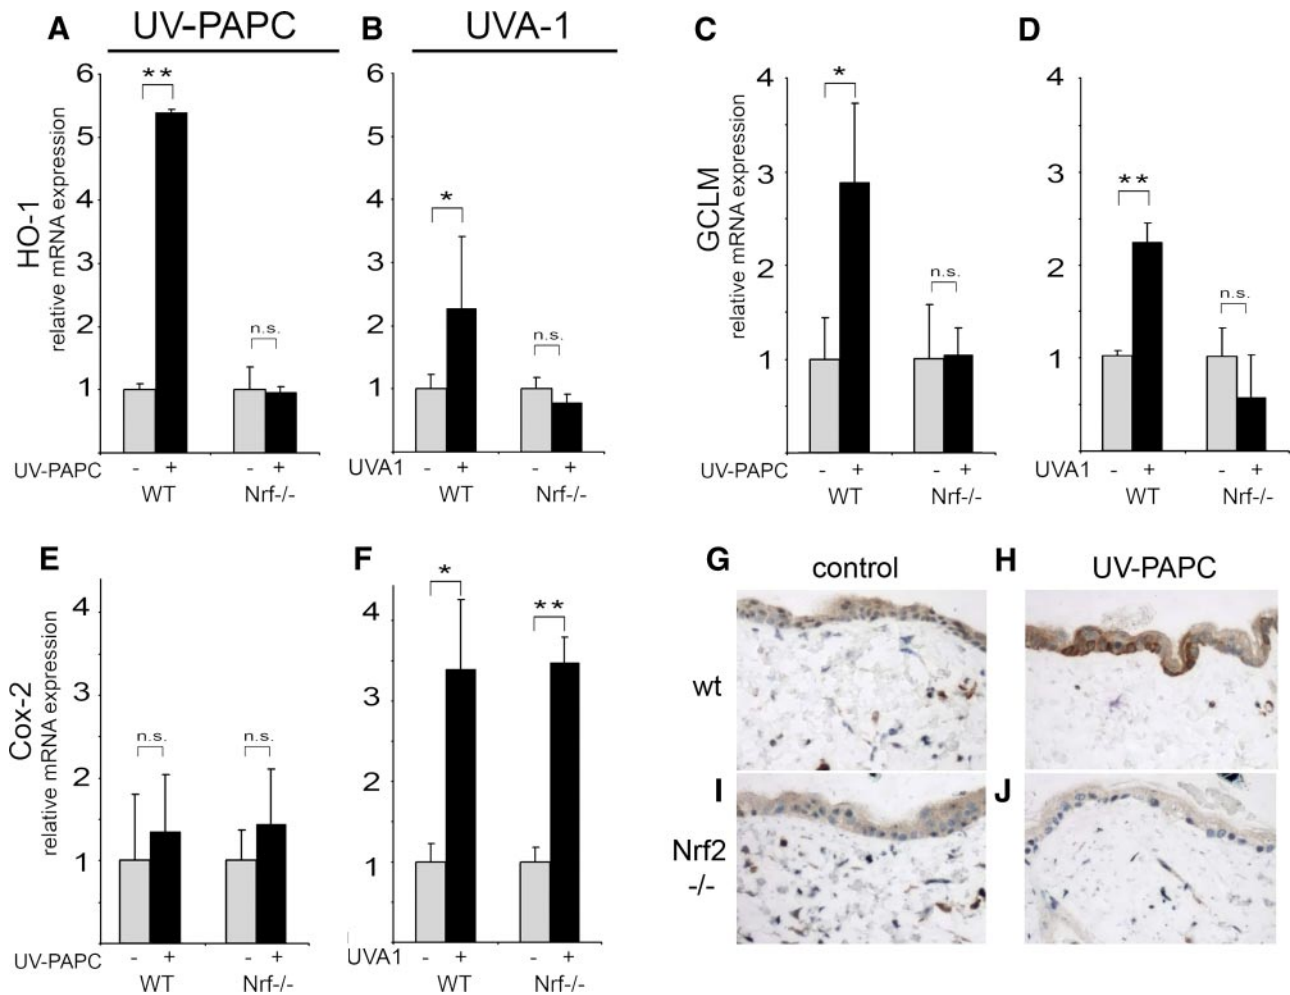 A UV-PAPC B UVA-1 C D
HO-1
relative mRNA expression
6
5
4
3
2
1
**
n.s.
UV-PAPC - + - +
WT Nrf-/-
6
5
4
3
2
1
*
n.s.
UVA1 - + - +
WT Nrf-/-
GCLM
relative mRNA expression
4
3
2
1
*
n.s.
UV-PAPC - + - +
WT Nrf-/-
4
3
2
1
**
n.s.
UVA1 - + - +
WT Nrf-/-
E
Cox-2
relative mRNA expression
4
3
2
1
n.s.
n.s.
UV-PAPC - + - +
WT Nrf-/-
F
4
3
2
1
*
**
UVA1 - + - +
WT Nrf-/-
G control H UV-PAPC
wt
I J
Nrf2
-/-